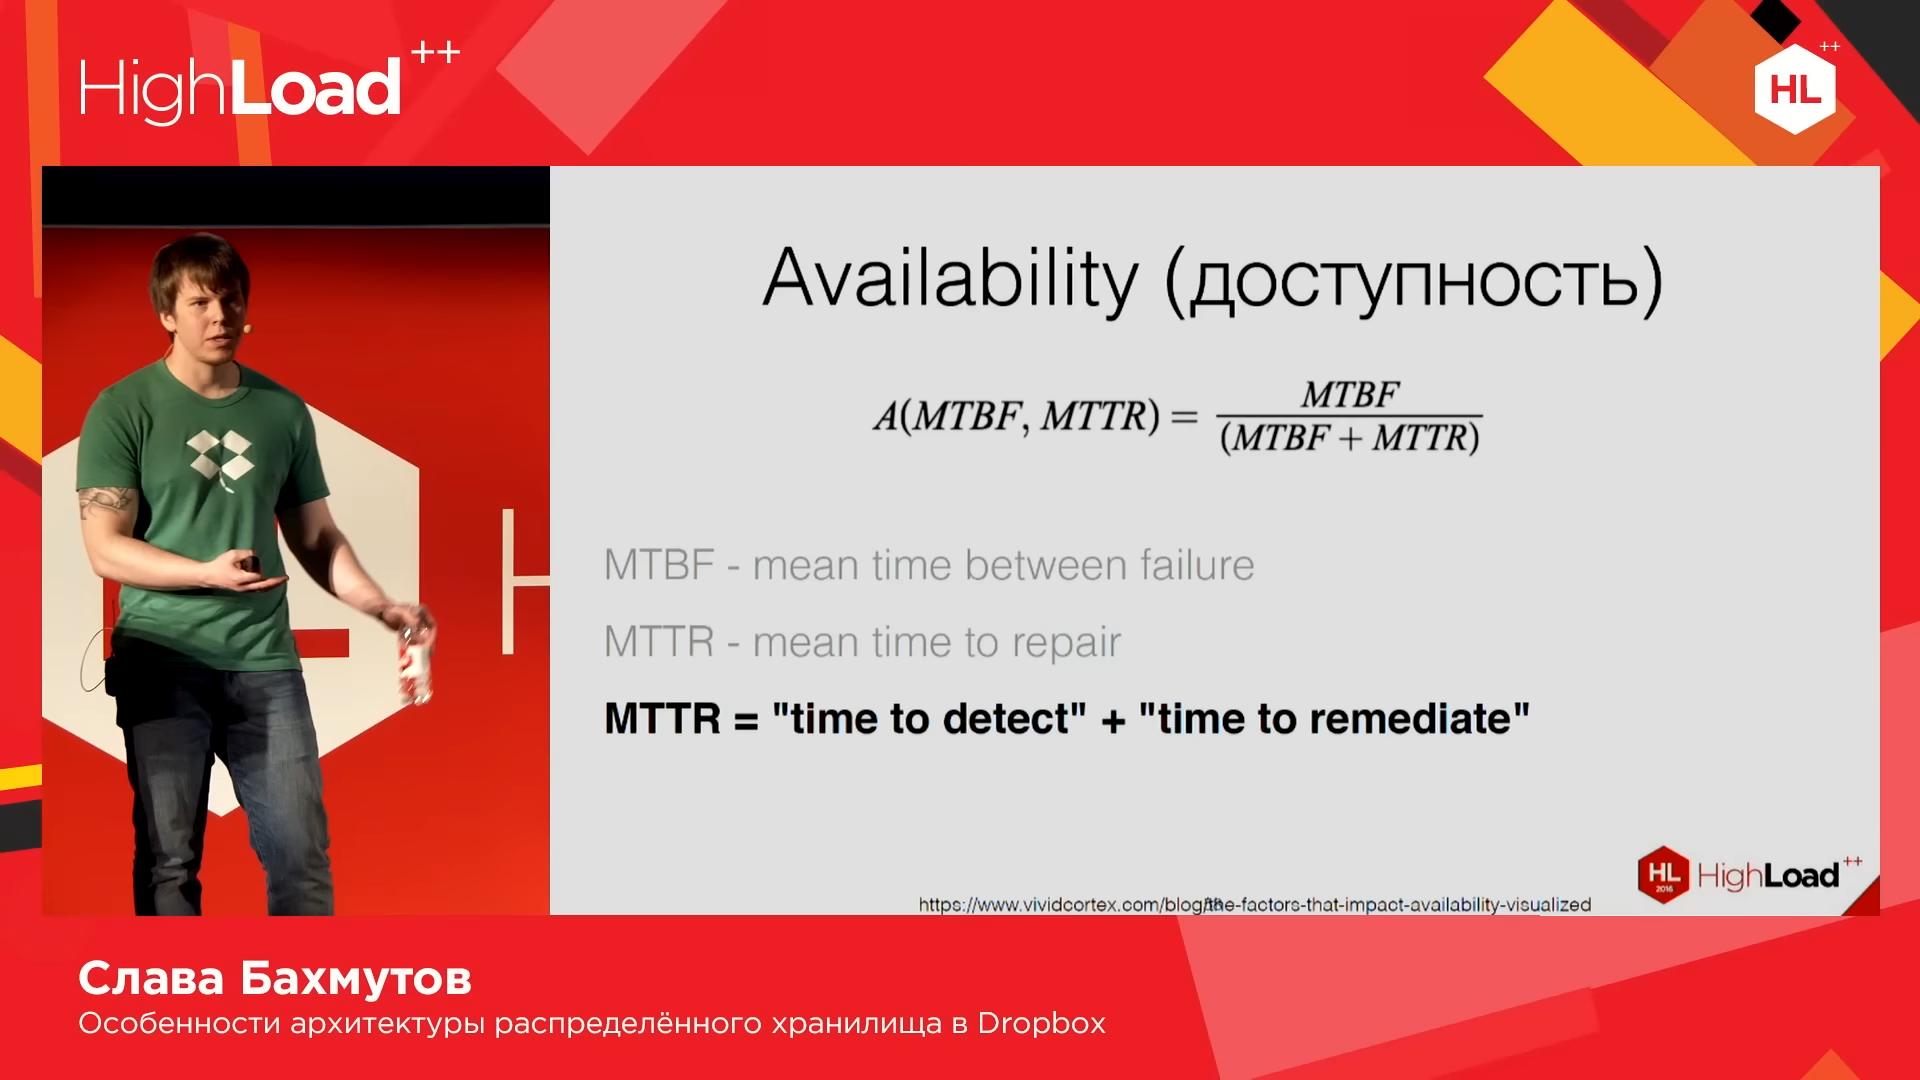 HighLoad++
HL++
Availability (доступность)
A(MTBF, MTTR) = MTBF / (MTBF + MTTR)
MTBF - mean time between failure
MTTR - mean time to repair
MTTR = "time to detect" + "time to remediate"
HL 2016 HighLoad++
https://www.vividcortex.com/blog/the-factors-that-impact-availability-visualized
Слава Бахмутов
Особенности архитектуры распределённого хранилища в Dropbox